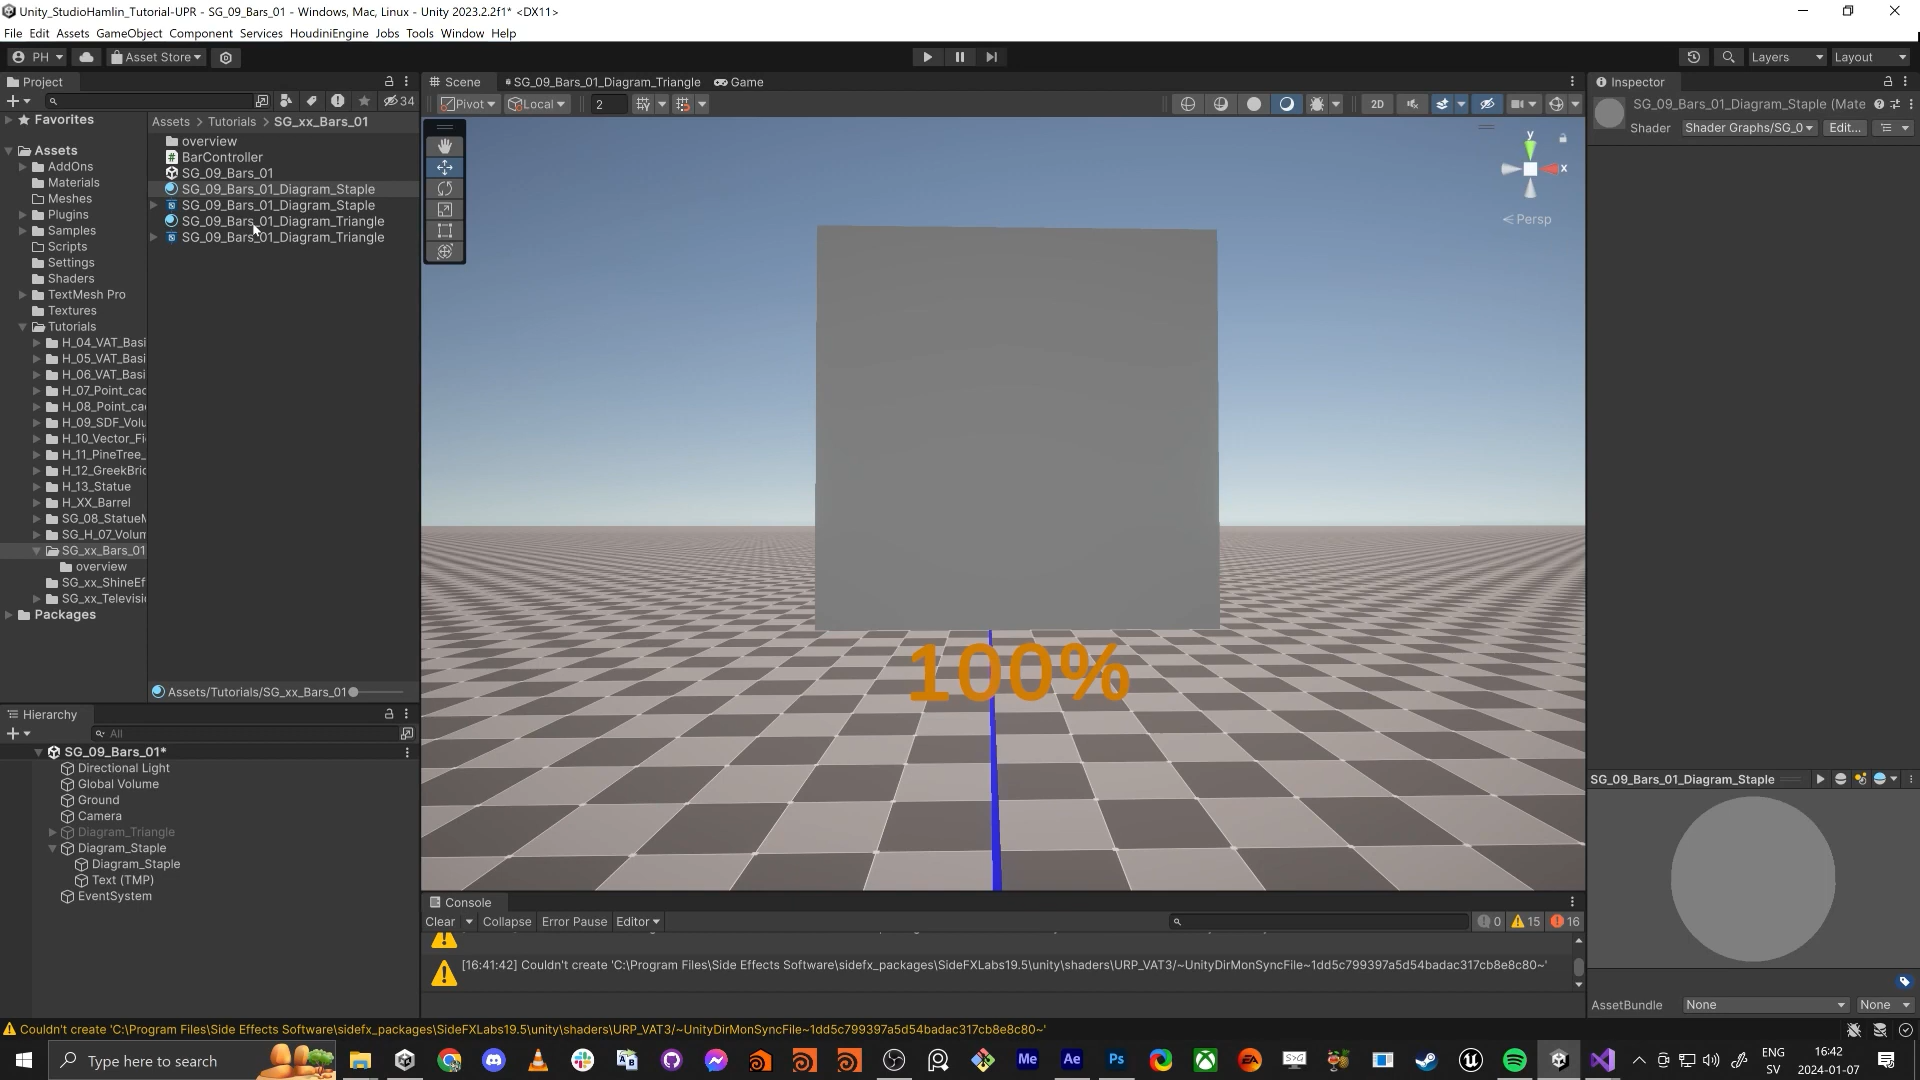 Unity_StudioHamlin_Tutorial-UPR - SG_09_Bars_01 - Windows, Mac, Linux - Unity 2023.2.2f1* <DX11>
File Edit Assets GameObject Component Services HoudiniEngine Jobs Tools Window Help
PH Asset Store Layers Layout
Project
34
Favorites
Assets
AddOns
Materials
Meshes
Plugins
Samples
Scripts
Settings
Shaders
TextMesh Pro
Textures
Tutorials
H_04_VAT_Basi
H_05_VAT_Basi
H_06_VAT_Basi
H_07_Point_cac
H_08_Point_ca
H_09_SDF_Volu
H_10_Vector_Fi
H_11_PineTree_
H_12_GreekBric
H_13_Statue
H_XX_Barrel
SG_08_StatueM
SG_H_07_Volum
SG_xx_Bars_01
overview
SG_xx_ShineEf
SG_xx_Televisi
Packages
Assets > Tutorials > SG_xx_Bars_01
overview
BarController
SG_09_Bars_01
SG_09_Bars_01_Diagram_Staple
SG_09_Bars_01_Diagram_Staple
SG_09_Bars_01_Diagram_Triangle
SG_09_Bars_01_Diagram_Triangle
Assets/Tutorials/SG_xx_Bars_01
Hierarchy
All
SG_09_Bars_01*
Directional Light
Global Volume
Ground
Camera
Diagram_Triangle
Diagram_Staple
Diagram_Staple
Text (TMP)
EventSystem
Scene SG_09_Bars_01_Diagram_Triangle Game
Pivot Local 2 2D
y
x
< Persp
100%
Console
Clear Collapse Error Pause Editor 0 15 16
[16:41:42] Couldn't create 'C:\Program Files\Side Effects Software\sidefx_packages\SideFXLabs19.5\unity\shaders\URP_VAT3/~UnityDirMonSyncFile~1dd5c799397a5d54badac317cb8e8c80~'
Inspector
SG_09_Bars_01_Diagram_Staple (Mate
Shader Shader Graphs/SG_0 Edit...
SG_09_Bars_01_Diagram_Staple
AssetBundle None None
Couldn't create 'C:\Program Files\Side Effects Software\sidefx_packages\SideFXLabs19.5\unity\shaders\URP_VAT3/~UnityDirMonSyncFile~1dd5c799397a5d54badac317cb8e8c80~'
Type here to search
Me Ae Ps S>G EA
ENG
SV
16:42
2024-01-07